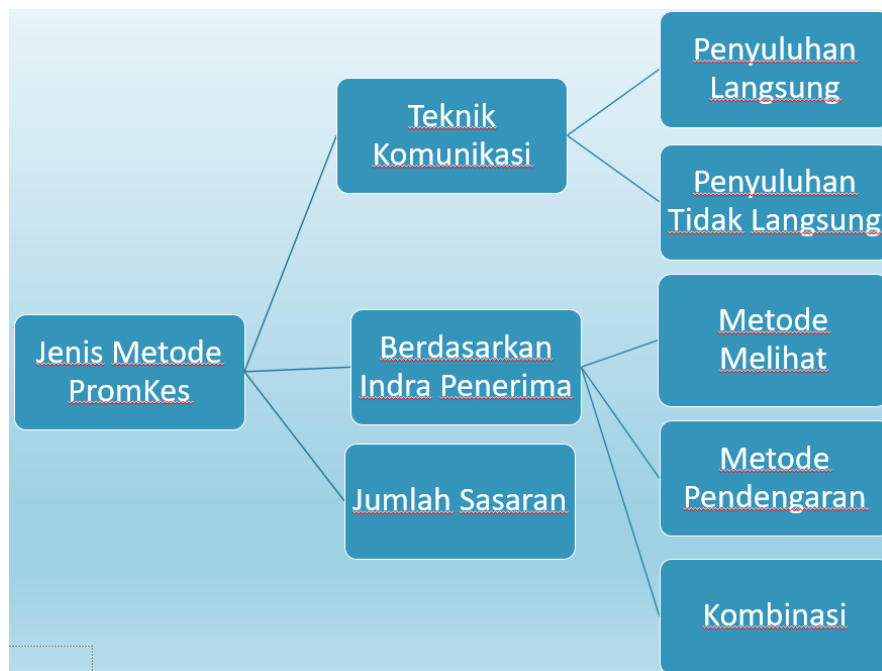 Jenis Metode
PromKes
Teknik
Komunikasi
Penyuluhan
Langsung
Penyuluhan
Tidak Langsung
Berdasarkan
Indra Penerima
Metode
Melihat
Metode
Pendengaran
Kombinasi
Jumlah Sasaran